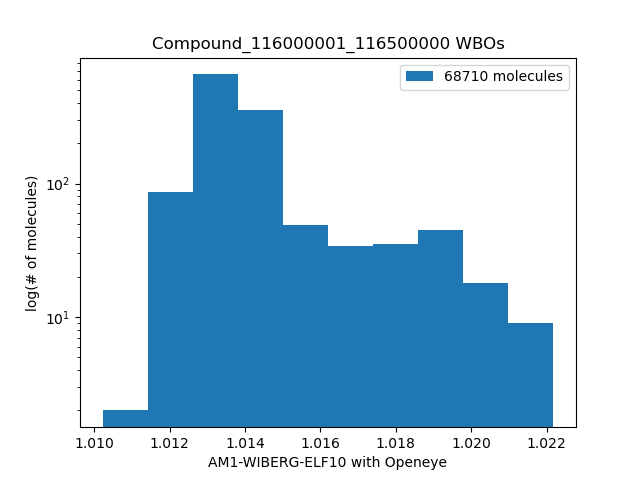 Compound_116000001_116500000 WBOs
68710 molecules
log(# of molecules)
10²
10¹
1.010 1.012 1.014 1.016 1.018 1.020 1.022
AM1-WIBERG-ELF10 with Openeye